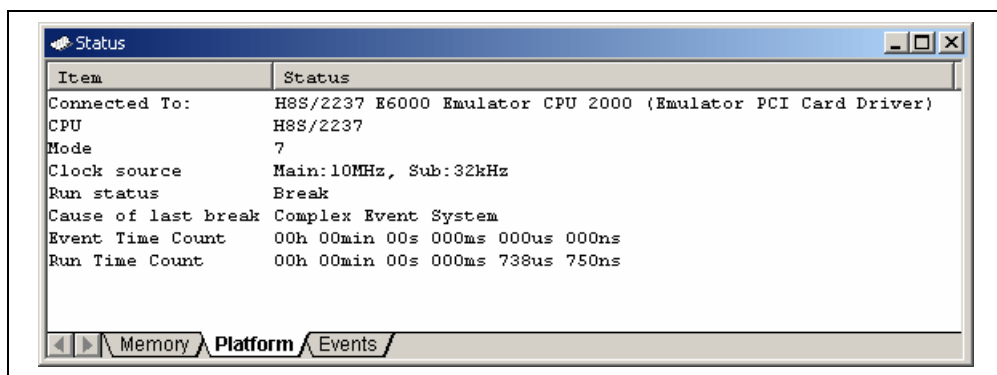 Status
Item Status
Connected To: H8S/2237 E6000 Emulator CPU 2000 (Emulator PCI Card Driver)
CPU H8S/2237
Mode 7
Clock source Main:10MHz, Sub:32kHz
Run status Break
Cause of last break Complex Event System
Event Time Count 00h 00min 00s 000ms 000us 000ns
Run Time Count 00h 00min 00s 000ms 738us 750ns
Memory Platform Events